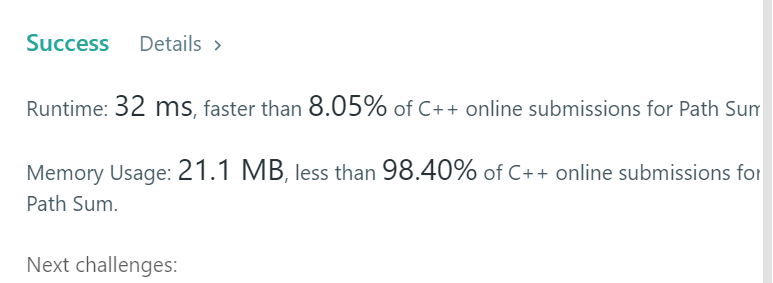 Success Details >
Runtime: 32 ms, faster than 8.05% of C++ online submissions for Path Sum
Memory Usage: 21.1 MB, less than 98.40% of C++ online submissions for
Path Sum.
Next challenges: